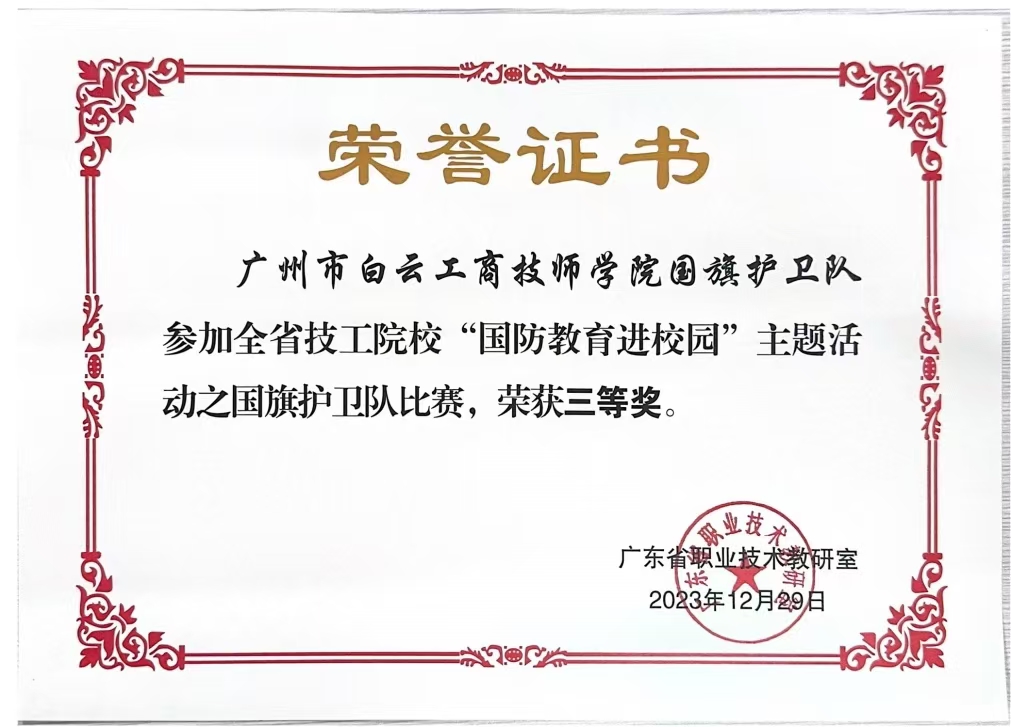 荣誉证书
广州市白云工商技师学院国旗护卫队
参加全省技工院校“国防教育进校园”主题活
动之国旗护卫队比赛，荣获三等奖。
广东省职业技术教研室
广东省职业技术教研室
2023年12月29日